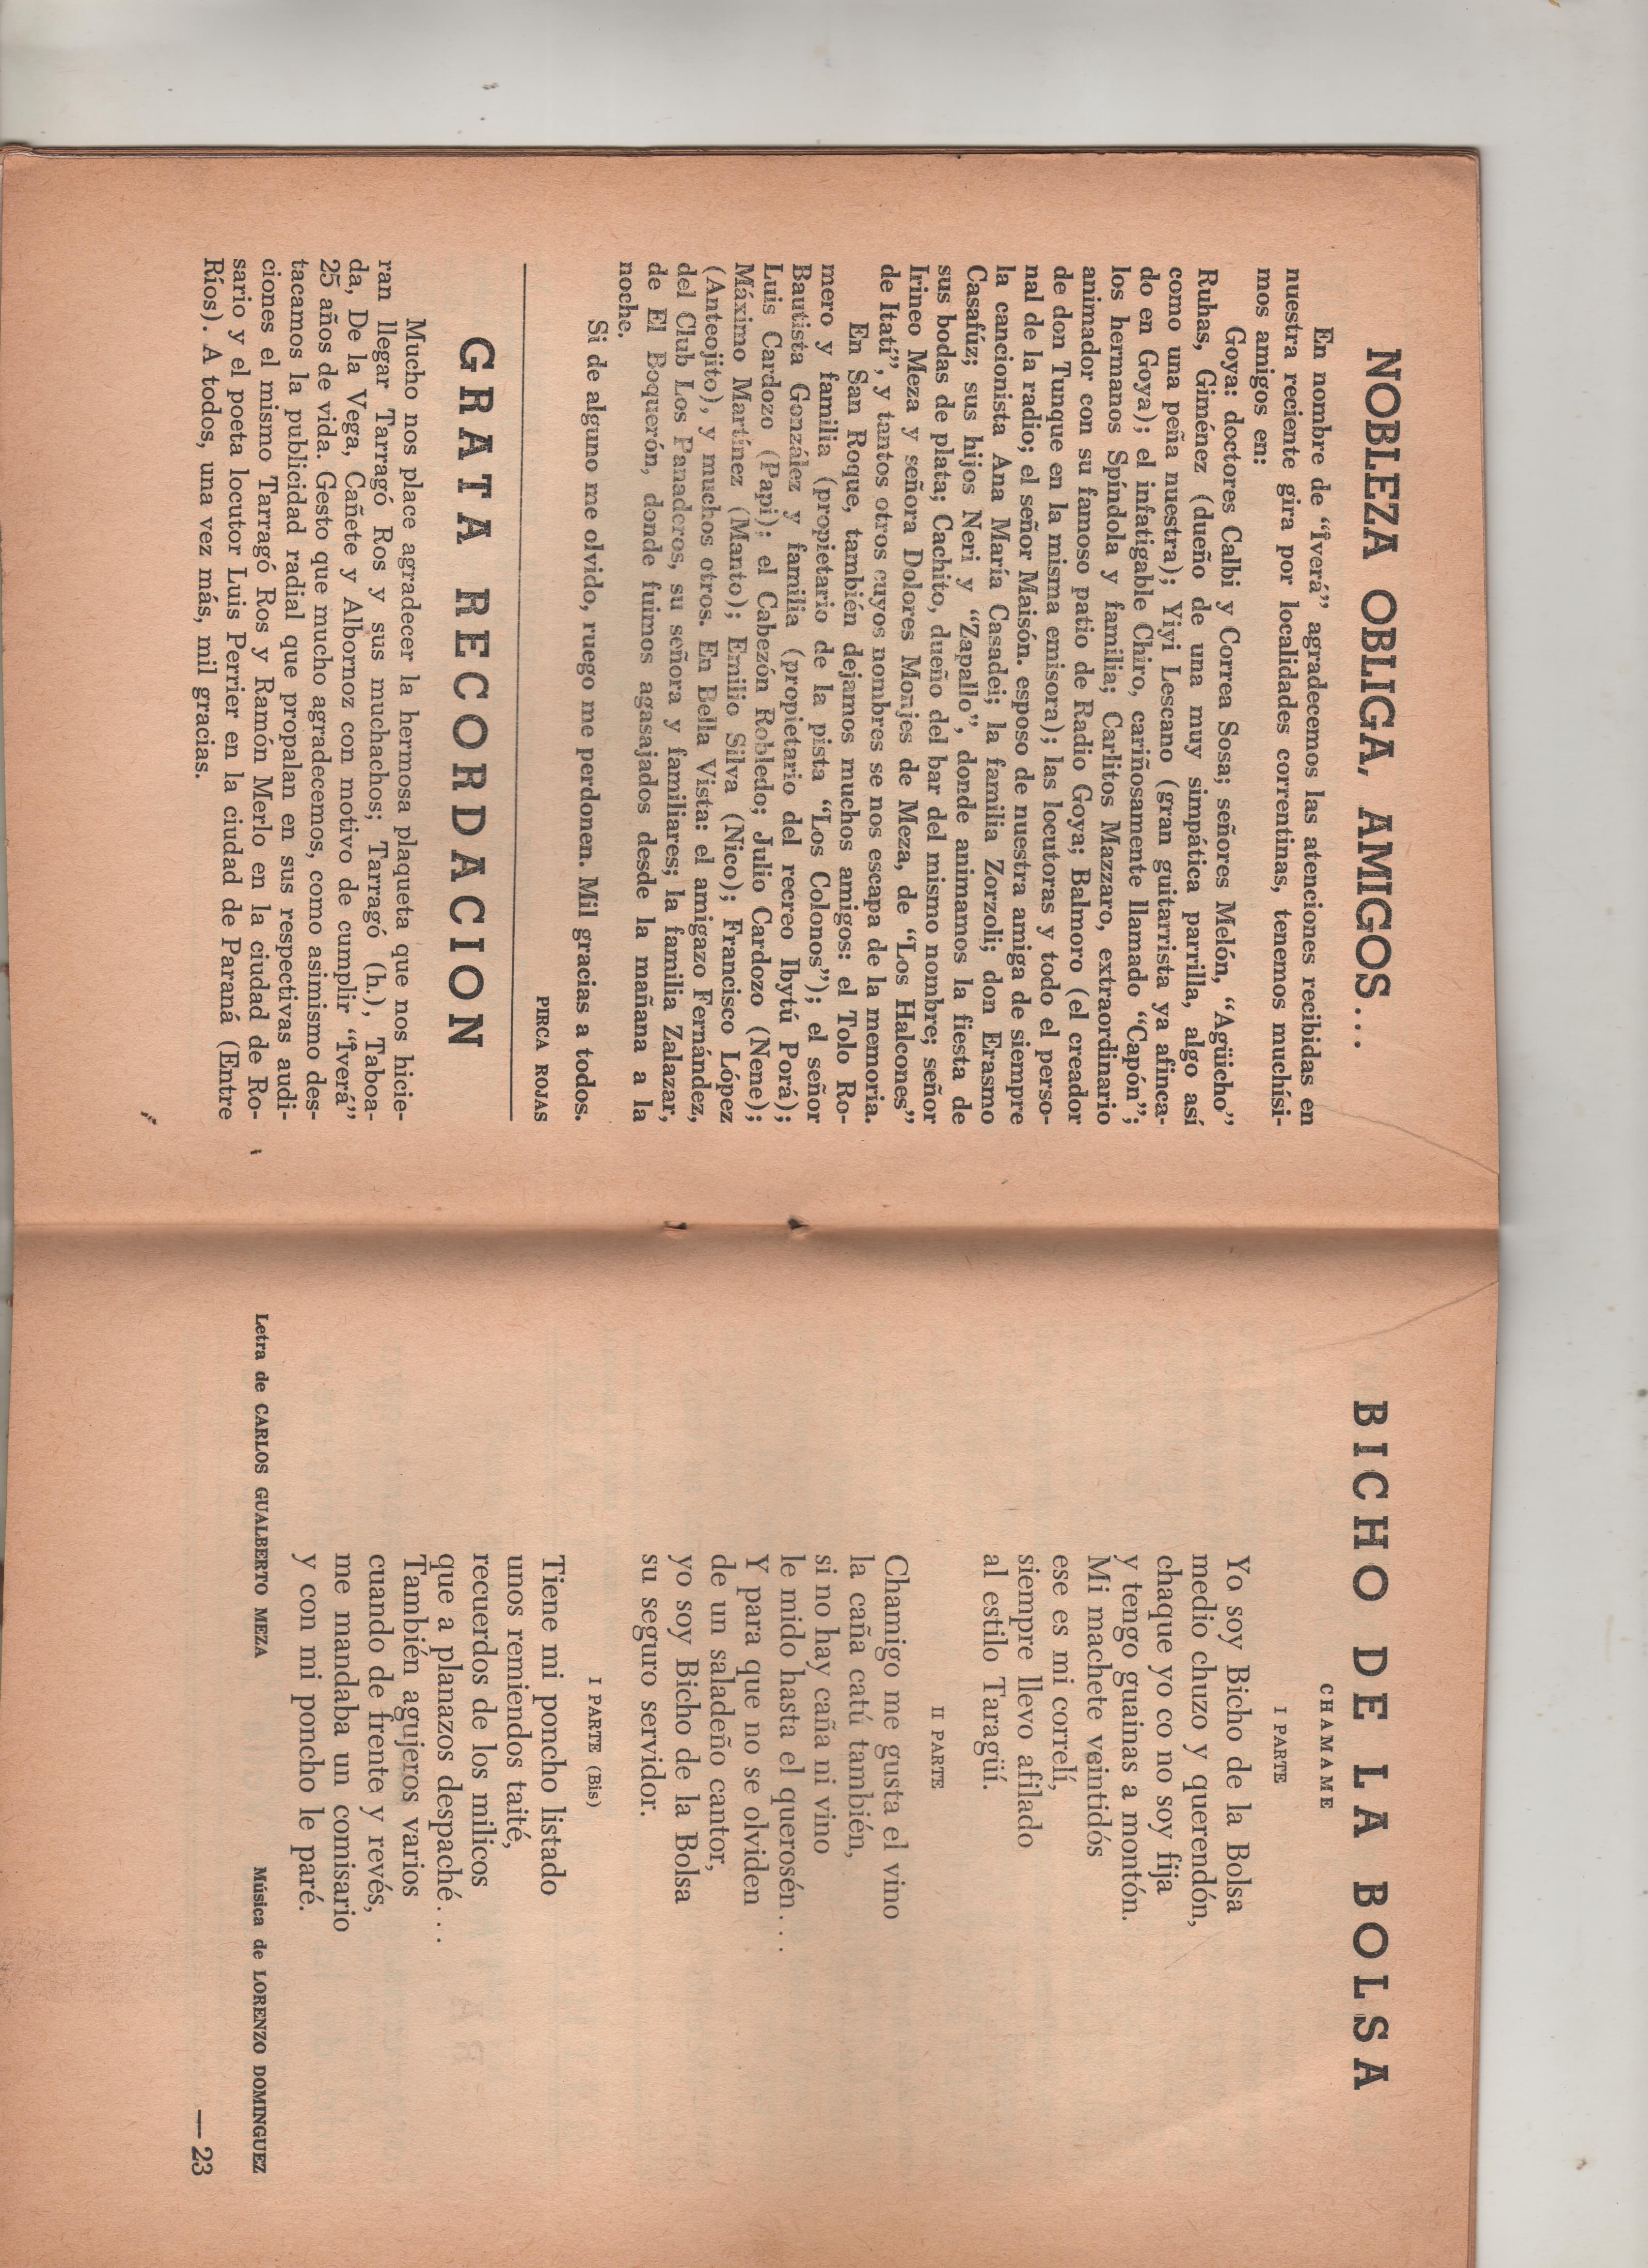 NOBLEZA OBLIGA, AMIGOS...
En nombre de “Iverá” agradecemos las atenciones recibidas en
nuestra reciente gira por localidades correntinas, tenemos muchísi-
mos amigos en:
Goya: doctores Calbi y Correa Sosa; señores Melón, “Agüicho”
Ruhas, Giménez (dueño de una muy simpática parrilla, algo así
como una peña nuestra); Yiyi Lescano (gran guitarrista ya afinca-
do en Goya); el infatigable Chiro, cariñosamente llamado “Capón”;
los hermanos Spíndola y familia; Carlitos Mazzaro, extraordinario
animador con su famoso patio de Radio Goya; Balmoro (el creador
de don Tunque en la misma emisora); las locutoras y todo el perso-
nal de la radio; el señor Maisón. esposo de nuestra amiga de siempre
la cancionista Ana María Casadei; la familia Zorzoli; don Erasmo
Casafúz; sus hijos Neri y “Zapallo”, donde animamos la fiesta de
sus bodas de plata; Cachito, dueño del bar del mismo nombre; señor
Irineo Meza y señora Dolores Monjes de Meza, de “Los Halcones”
de Itatí”, y tantos otros cuyos nombres se nos escapa de la memoria.
En San Roque, también dejamos muchos amigos: el Tolo Ro-
mero y familia (propietario de la pista “Los Colonos”); el señor
Bautista González y familia (propietario del recreo Ibytú Porá);
Luis Cardozo (Papi); el Cabezón Robledo; Julio Cardozo (Nene);
Máximo Martínez (Manto); Emilio Silva (Nico); Francisco López
(Anteojito), y muchos otros. En Bella Vista: el amigazo Fernández,
del Club Los Panaderos, su señora y familiares; la familia Zalazar,
de El Boquerón, donde fuimos agasajados desde la mañana a la
noche.
Si de alguno me olvido, ruego me perdonen. Mil gracias a todos.
PIRCA ROJAS
GRATA RECORDACION
Mucho nos place agradecer la hermosa plaqueta que nos hicie-
ran llegar Tarragó Ros y sus muchachos; Tarragó (h.), Taboa-
da, De la Vega, Cañete y Albornoz con motivo de cumplir “Iverá”
25 años de vida. Gesto que mucho agradecemos, como asimismo des-
tacamos la publicidad radial que propalan en sus respectivas audi-
ciones el mismo Tarragó Ros y Ramón Merlo en la ciudad de Ro-
sario y el poeta locutor Luis Perrier en la ciudad de Paraná (Entre
Ríos). A todos, una vez más, mil gracias.
BICHO DE LA BOLSA
CHAMAME
I PARTE
Yo soy Bicho de la Bolsa
medio chuzo y querendón,
chaque yo co no soy fija
y tengo guainas a montón.
Mi machete veintidós
ese es mi correlí,
siempre llevo afilado
al estilo Taragüí.
II PARTE
Chamigo me gusta el vino
la caña catú también,
si no hay caña ni vino
le mido hasta el querosén...
Y para que no se olviden
de un saladeño cantor,
yo soy Bicho de la Bolsa
su seguro servidor.
I PARTE (Bis)
Tiene mi poncho listado
unos remiendos taité,
recuerdos de los milicos
que a planazos despaché...
También agujeros varios
cuando de frente y revés,
me mandaba un comisario
y con mi poncho le paré.
Letra de CARLOS GUALBERTO MEZA
Música de LORENZO DOMINGUEZ
—23